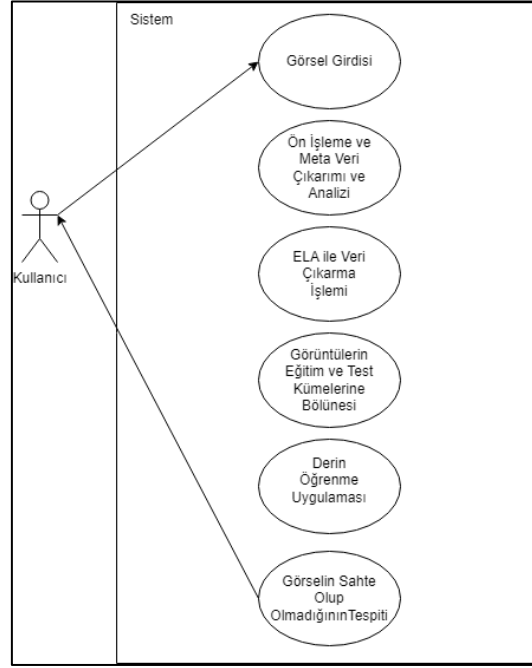 Sistem
Görsel Girdisi
Ön İşleme ve
Meta Veri
Çıkarımı ve
Analizi
Kullanıcı
ELA ile Veri
Çıkarma
İşlemi
Görüntülerin
Eğitim ve Test
Kümelerine
Bölünesi
Derin
Öğrenme
Uygulaması
Görselin Sahte
Olup
OlmadığınınTespiti